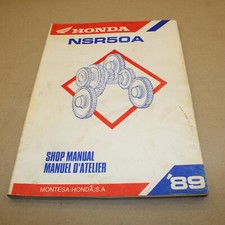 HONDA
NSR50A
SHOP MANUAL
MANUEL D'ATELIER
MONTESA-HONDA, S.A.
'89